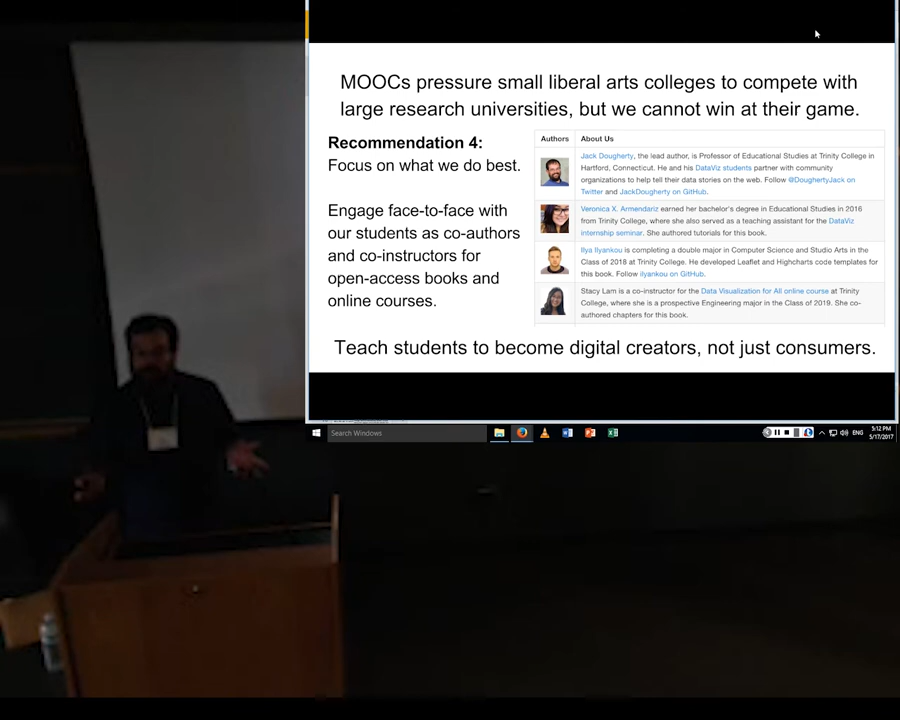 MOOCs pressure small liberal arts colleges to compete with
large research universities, but we cannot win at their game.
Recommendation 4:
Focus on what we do best.
Engage face-to-face with
our students as co-authors
and co-instructors for
open-access books and
online courses.
Authors About Us
Jack Dougherty, the lead author, is Professor of Educational Studies at Trinity College in
Hartford, Connecticut. He and his DataViz students partner with community
organizations to help tell their data stories on the web. Follow @DoughertyJack on
Twitter and JackDougherty on GitHub.
Veronica X. Armendariz earned her bachelor's degree in Educational Studies in 2016
from Trinity College, where she also served as a teaching assistant for the DataViz
internship seminar. She authored tutorials for this book.
Ilya Ilyankou is completing a double major in Computer Science and Studio Arts in the
Class of 2018 at Trinity College. He developed Leaflet and Highcharts code templates for
this book. Follow ilyankou on GitHub.
Stacy Lam is a co-instructor for the Data Visualization for All online course at Trinity
College, where she is a prospective Engineering major in the Class of 2019. She co-
authored chapters for this book.
Teach students to become digital creators, not just consumers.
Search Windows
ENG
5:12 PM
5/17/2017